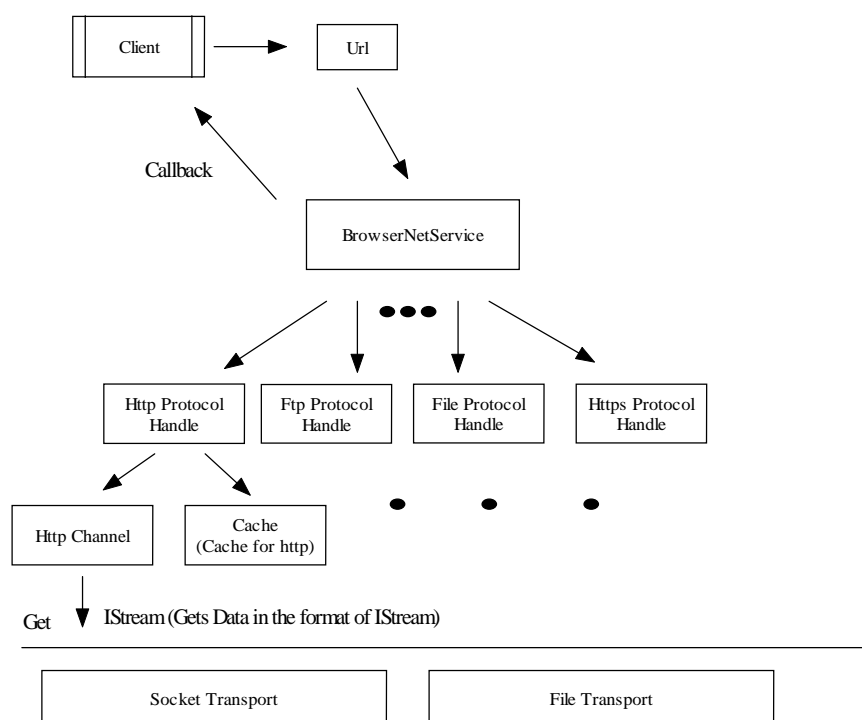 Client
Url
Callback
BrowserNetService
Http Protocol
Handle
Ftp Protocol
Handle
File Protocol
Handle
Https Protocol
Handle
Http Channel
Cache
(Cache for http)
Get
IStream (Gets Data in the format of IStream)
Socket Transport
File Transport